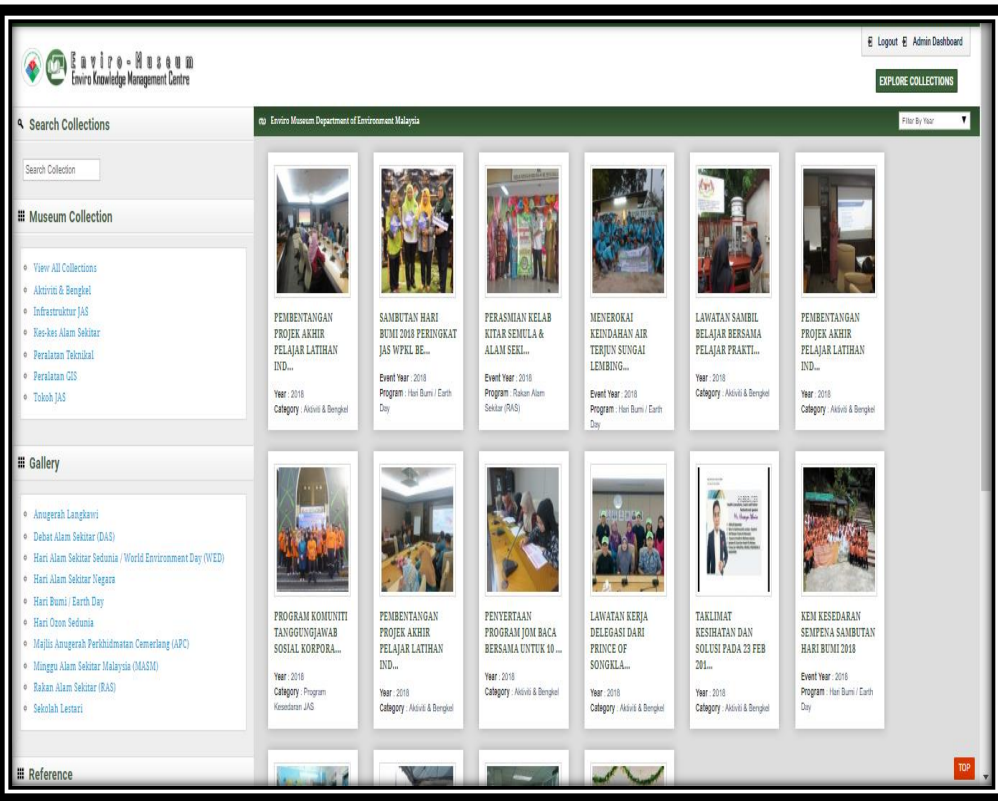 Logout Admin Dashboard
Enviro-Museum
Enviro Knowledge Management Centre
EXPLORE COLLECTIONS
Search Collections
Search Collection
Museum Collection
View All Collections
Aktiviti & Bengkel
Infrastruktur JAS
Kes-kes Alam Sekitar
Peralatan Teknikal
Peralatan GIS
Tokoh JAS
Gallery
Anugerah Langkawi
Debat Alam Sekitar (DAS)
Hari Alam Sekitar Sedunia / World Environment Day (WED)
Hari Alam Sekitar Negara
Hari Bumi / Earth Day
Hari Ozon Sedunia
Majlis Anugerah Perkhidmatan Cemerlang (APC)
Minggu Alam Sekitar Malaysia (MASM)
Rakan Alam Sekitar (RAS)
Sekolah Lestari
Reference
Enviro Museum Department of Environment Malaysia
Filter By Year
PEMBENTANGAN
PROJEK AKHIR
PELAJAR LATIHAN
IND...
Year : 2018
Category : Aktiviti & Bengkel
SAMBUTAN HARI
BUMI 2018 PERINGKAT
JAS WPKL BE...
Event Year : 2018
Program : Hari Bumi / Earth
Day
PERASMIAN KELAB
KITAR SEMULA &
ALAM SEKI...
Event Year : 2018
Program : Rakan Alam
Sekitar (RAS)
MENEROKAI
KEINDAHAN AIR
TERJUN SUNGAI
LEMBING...
Event Year : 2018
Program : Hari Bumi / Earth
Day
LAWATAN SAMBIL
BELAJAR BERSAMA
PELAJAR PRAKTI...
Year : 2018
Category : Aktiviti & Bengkel
PEMBENTANGAN
PROJEK AKHIR
PELAJAR LATIHAN
IND...
Year : 2018
Category : Aktiviti & Bengkel
PROGRAM KOMUNITI
TANGGUNGJAWAB
SOSIAL KORPORA...
Year : 2018
Category : Program
Kesedaran JAS
PEMBENTANGAN
PROJEK AKHIR
PELAJAR LATIHAN
IND...
Year : 2018
Category : Aktiviti & Bengkel
PENYERTAAN
PROGRAM JOM BACA
BERSAMA UNTUK 10 ...
Year : 2018
Category : Aktiviti & Bengkel
LAWATAN KERJA
DELEGASI DARI
PRINCE OF
SONGKLA...
Year : 2018
Category : Aktiviti & Bengkel
TAKLIMAT
KESIHATAN DAN
SOLUSI PADA 23 FEB
201...
Year : 2018
Category : Aktiviti & Bengkel
KEM KESEDARAN
SEMPENA SAMBUTAN
HARI BUMI 2018
Event Year : 2018
Program : Hari Bumi / Earth
Day
TOP